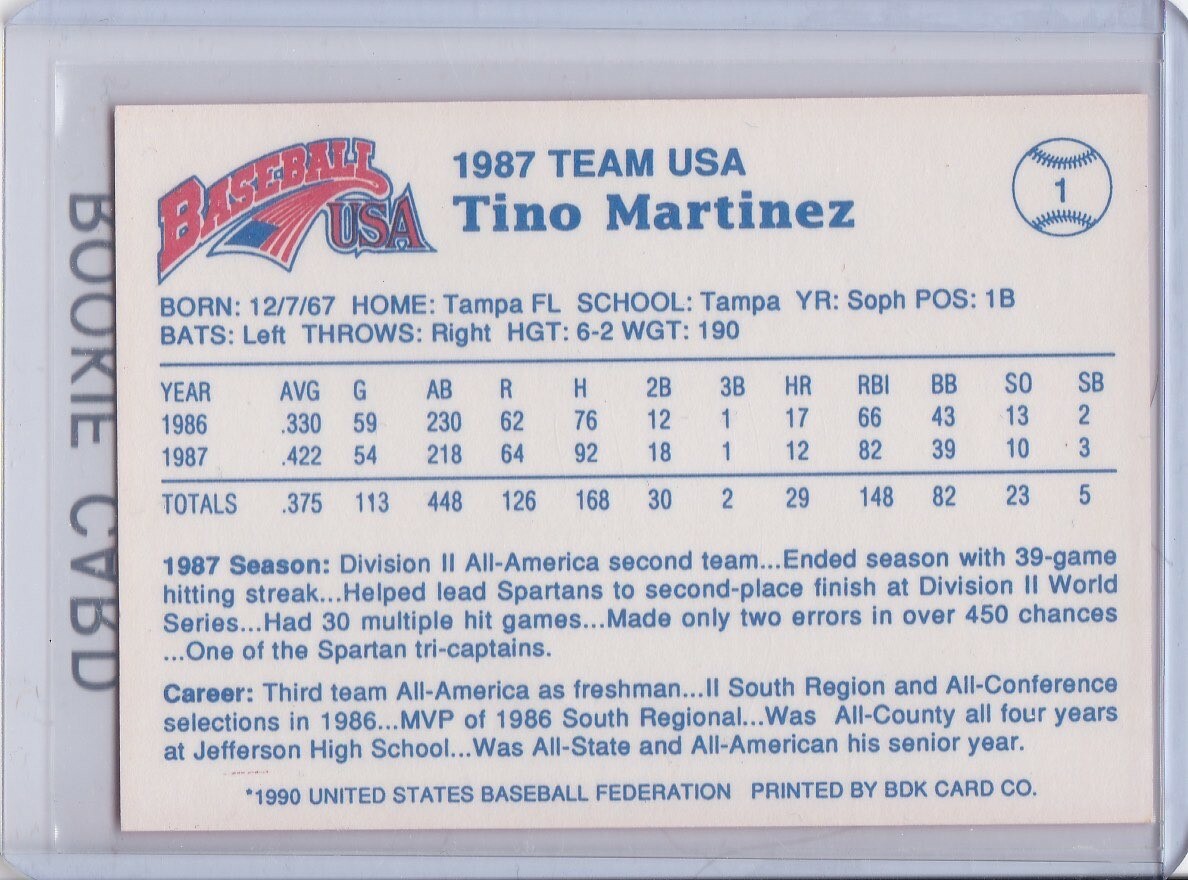 BASEBALL
USA
1987 TEAM USA
Tino Martinez
1
BORN: 12/7/67 HOME: Tampa FL SCHOOL: Tampa YR: Soph POS: 1B
BATS: Left THROWS: Right HGT: 6-2 WGT: 190
YEAR AVG G AB R H 2B 3B HR RBI BB SO SB
1986 .330 59 230 62 76 12 1 17 66 43 13 2
1987 .422 54 218 64 92 18 1 12 82 39 10 3
TOTALS .375 113 448 126 168 30 2 29 148 82 23 5
1987 Season: Division II All-America second team...Ended season with 39-game
hitting streak...Helped lead Spartans to second-place finish at Division II World
Series...Had 30 multiple hit games...Made only two errors in over 450 chances
...One of the Spartan tri-captains.
Career: Third team All-America as freshman...II South Region and All-Conference
selections in 1986...MVP of 1986 South Regional...Was All-County all four years
at Jefferson High School...Was All-State and All-American his senior year.
*1990 UNITED STATES BASEBALL FEDERATION PRINTED BY BDK CARD CO.
ROOKIE CARD